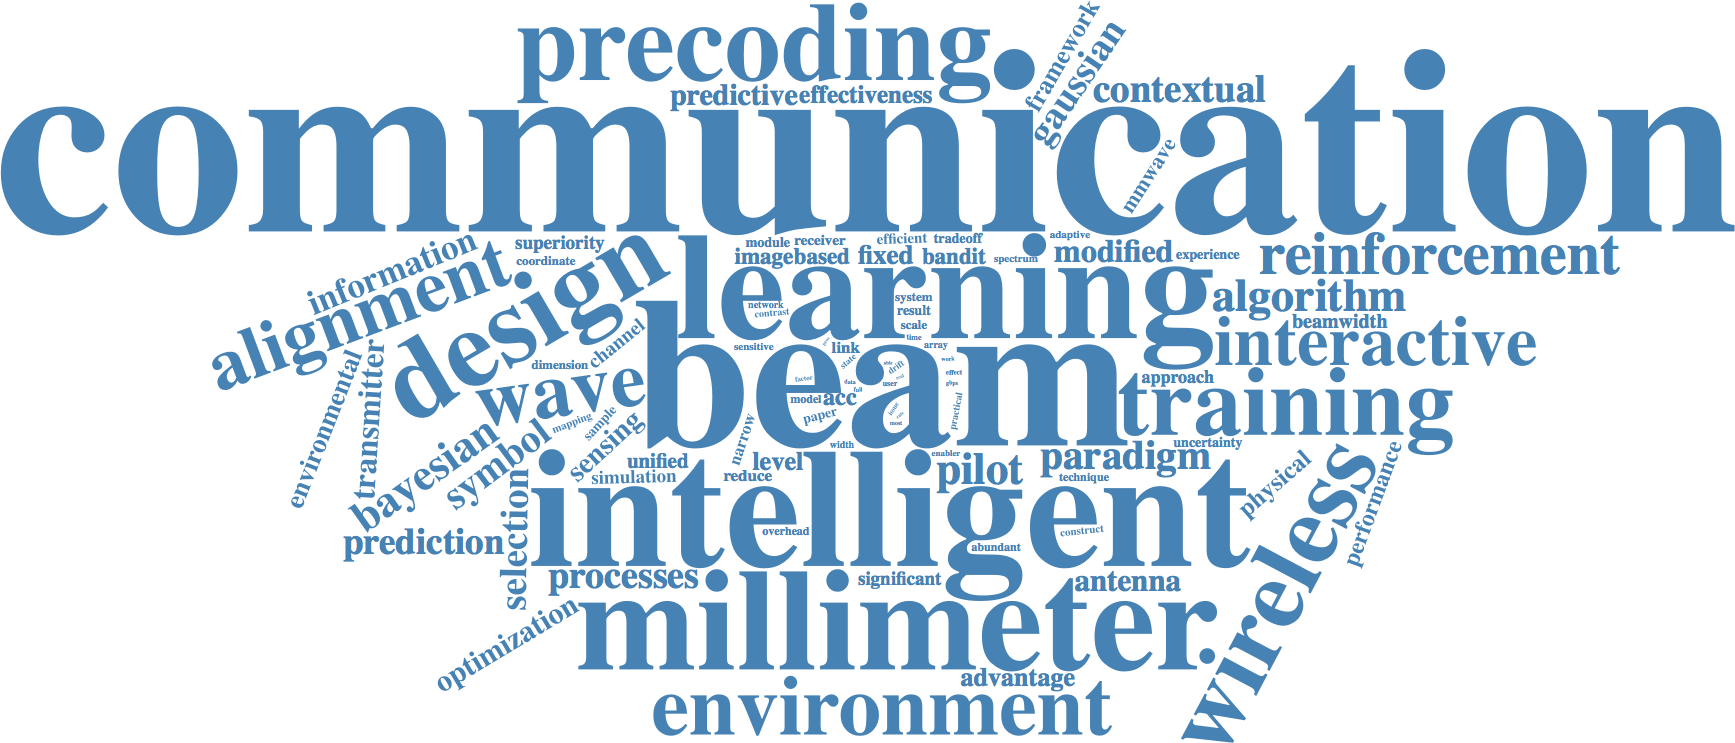 precoding
framework
gaussian
predictive
effectiveness
contextual
communication
mmwave
information
superiority
coordinate
module
receiver
efficient
tradeoff
adaptive
imagebased
fixed
bandit
spectrum
modified
experience
reinforcement
alignment
design
learning
algorithm
network
contrast
system
result
scale
time
beamwidth
interactive
environmental
transmitter
channel
dimension
wave
sensitive
link
array
state
drift
work
effect
gbps
factor
data
full
user
model
acc
paper
practical
most
beam
approach
training
mapping
sample
sensing
bayesian
symbol
narrow
width
enabler
uncertainty
unified
simulation
level
reduce
pilot
paradigm
technique
physical
performance
wireless
prediction
selection
intelligent
overhead
abundant
construct
processes
significant
antenna
optimization
millimeter
advantage
environment